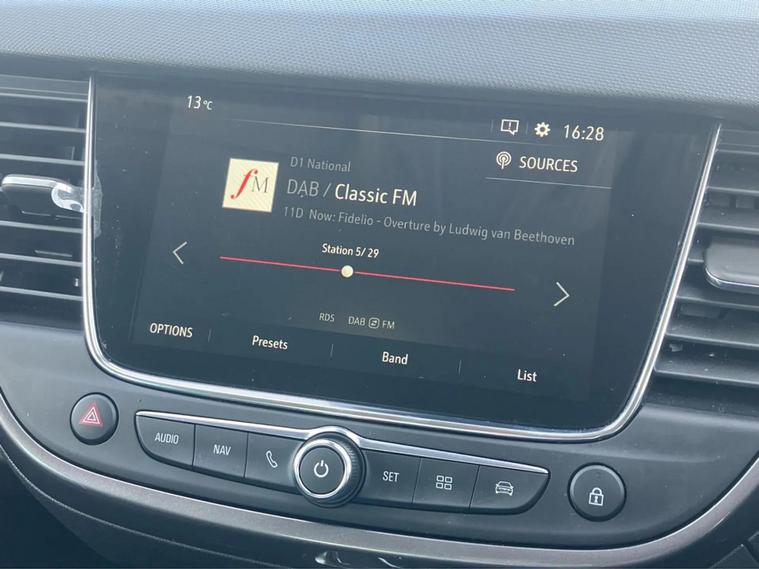 13°C
16:28
SOURCES
D1 National
fM
DAB / Classic FM
11D Now: Fidelio - Overture by Ludwig van Beethoven
Station 5/29
RDS DAB FM
OPTIONS Presets Band List
AUDIO NAV SET